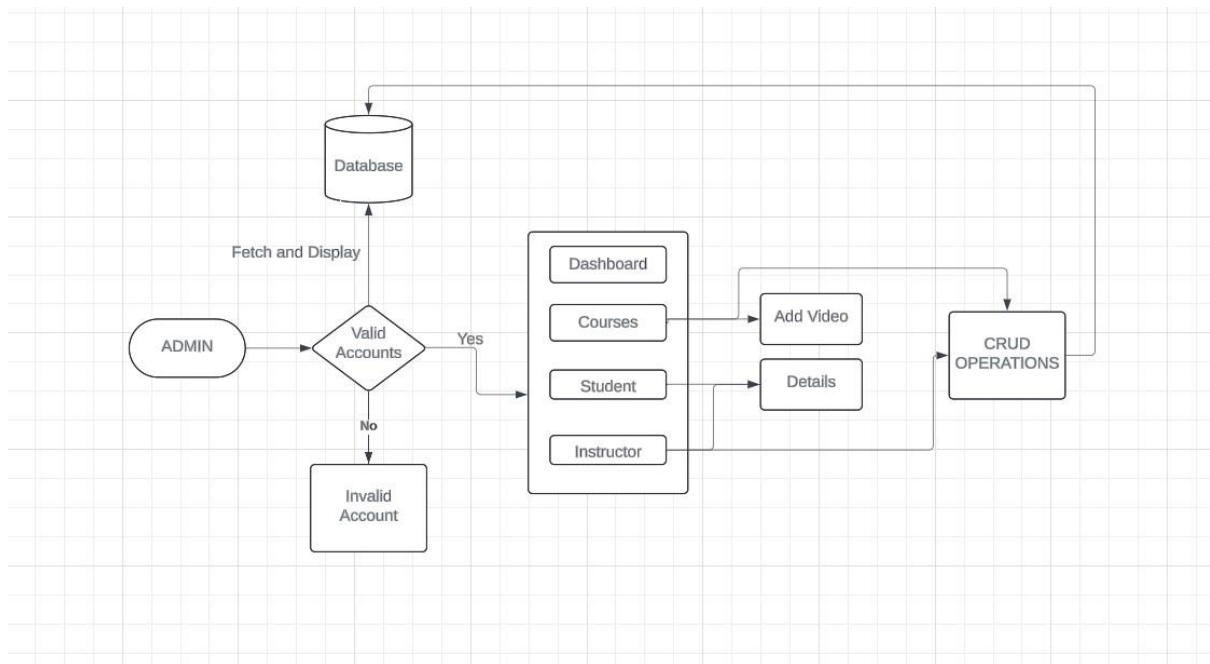 Database
Fetch and Display
Dashboard
Courses
Add Video
ADMIN
Valid
Accounts
Yes
CRUD
OPERATIONS
Student
Details
No
Instructor
Invalid
Account